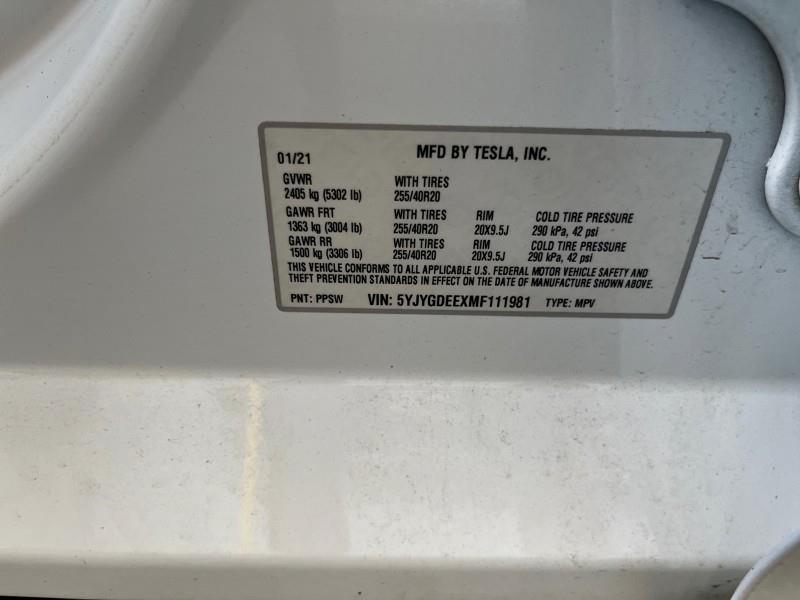 01/21 MFD BY TESLA, INC.
GVWR WITH TIRES
2405 kg (5302 lb) 255/40R20
GAWR FRT WITH TIRES RIM COLD TIRE PRESSURE
1363 kg (3004 lb) 255/40R20 20X9.5J 290 kPa, 42 psi
GAWR RR WITH TIRES RIM COLD TIRE PRESSURE
1500 kg (3306 lb) 255/40R20 20X9.5J 290 kPa, 42 psi
THIS VEHICLE CONFORMS TO ALL APPLICABLE U.S. FEDERAL MOTOR VEHICLE SAFETY AND
THEFT PREVENTION STANDARDS IN EFFECT ON THE DATE OF MANUFACTURE SHOWN ABOVE.
PNT: PPSW VIN: 5YJYGDEEXMF111981 TYPE: MPV